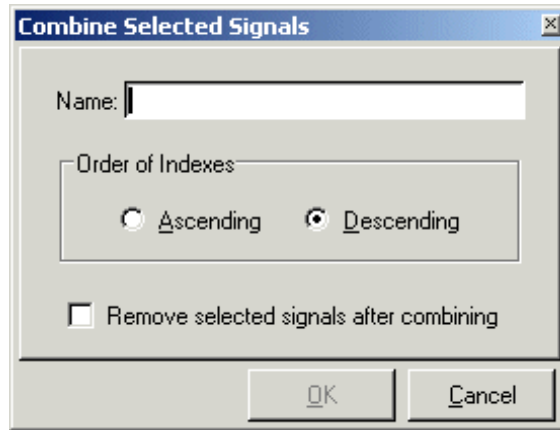 Combine Selected Signals
Name:
Order of Indexes
Ascending Descending
Remove selected signals after combining
OK Cancel